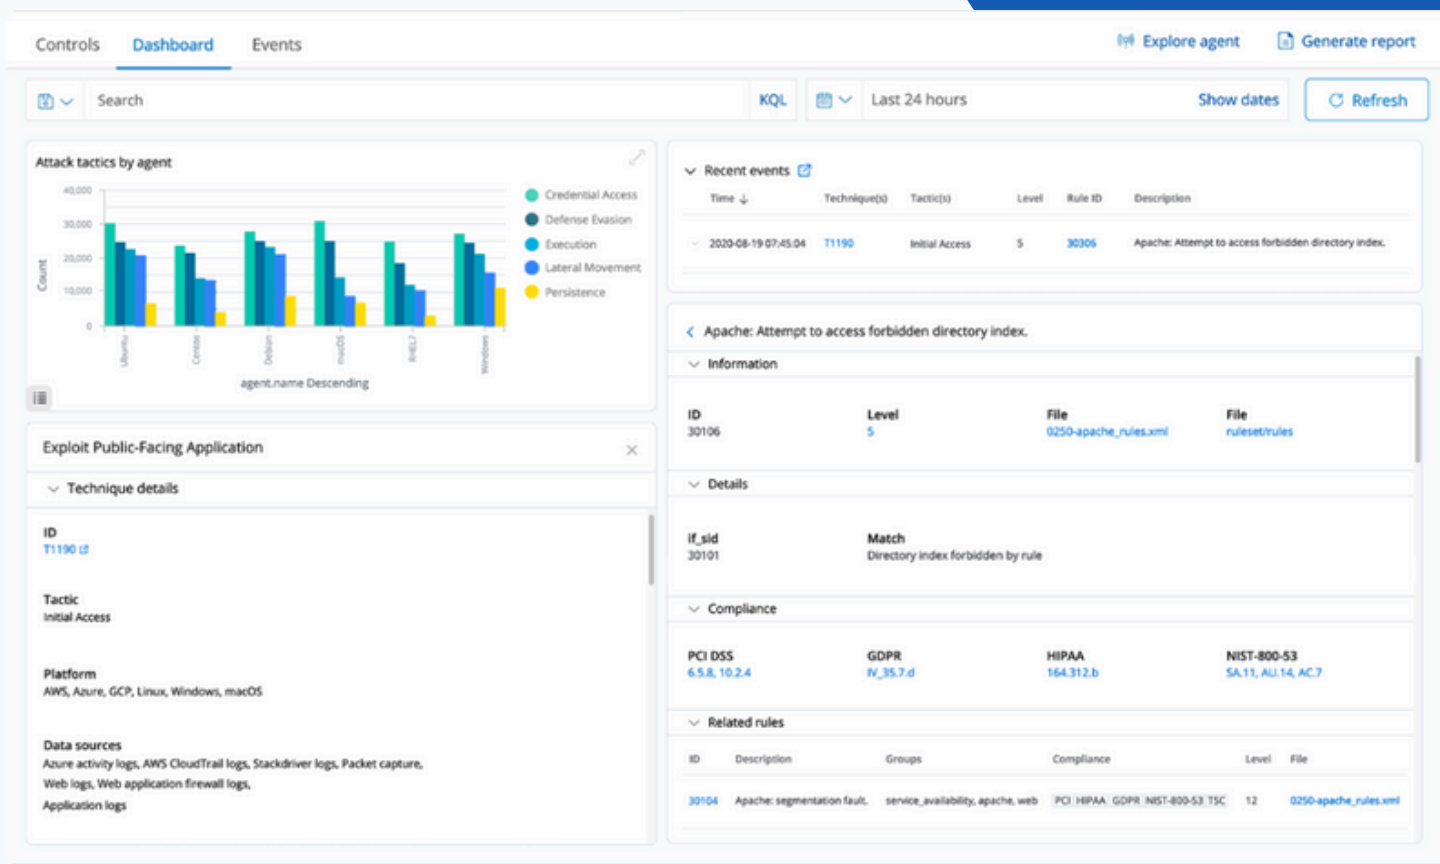 Controls
Dashboard
Events
Explore agent
Generate report
Search
KQL
Last 24 hours
Show dates
Refresh
Attack tactics by agent
40,000
30,000
20,000
10,000
0
Count
Ubuntu
Centos
Debian
macOS
RHEL7
Windows
agent.name Descending
Credential Access
Defense Evasion
Execution
Lateral Movement
Persistence
Exploit Public-Facing Application
Technique details
ID
T1190
Tactic
Initial Access
Platform
AWS, Azure, GCP, Linux, Windows, macOS
Data sources
Azure activity logs, AWS CloudTrail logs, Stackdriver logs, Packet capture,
Web logs, Web application firewall logs,
Application logs
Recent events
Time Technique(s) Tactic(s) Level Rule ID Description
2020-08-19 07:45:04 T1190 Initial Access 5 30306 Apache: Attempt to access forbidden directory index.
Apache: Attempt to access forbidden directory index.
Information
ID Level File File
30106 5 0250-apache_rules.xml ruleset/rules
Details
if_sid Match
30101 Directory index forbidden by rule
Compliance
PCI DSS GDPR HIPAA NIST-800-53
6.5.8, 10.2.4 IV_35.7.d 164.312.b SA.11, AU.14, AC.7
Related rules
ID Description Groups Compliance Level File
30104 Apache: segmentation fault. service_availability, apache, web PCI HIPAA GDPR NIST-800-53 TSC 12 0250-apache_rules.xml